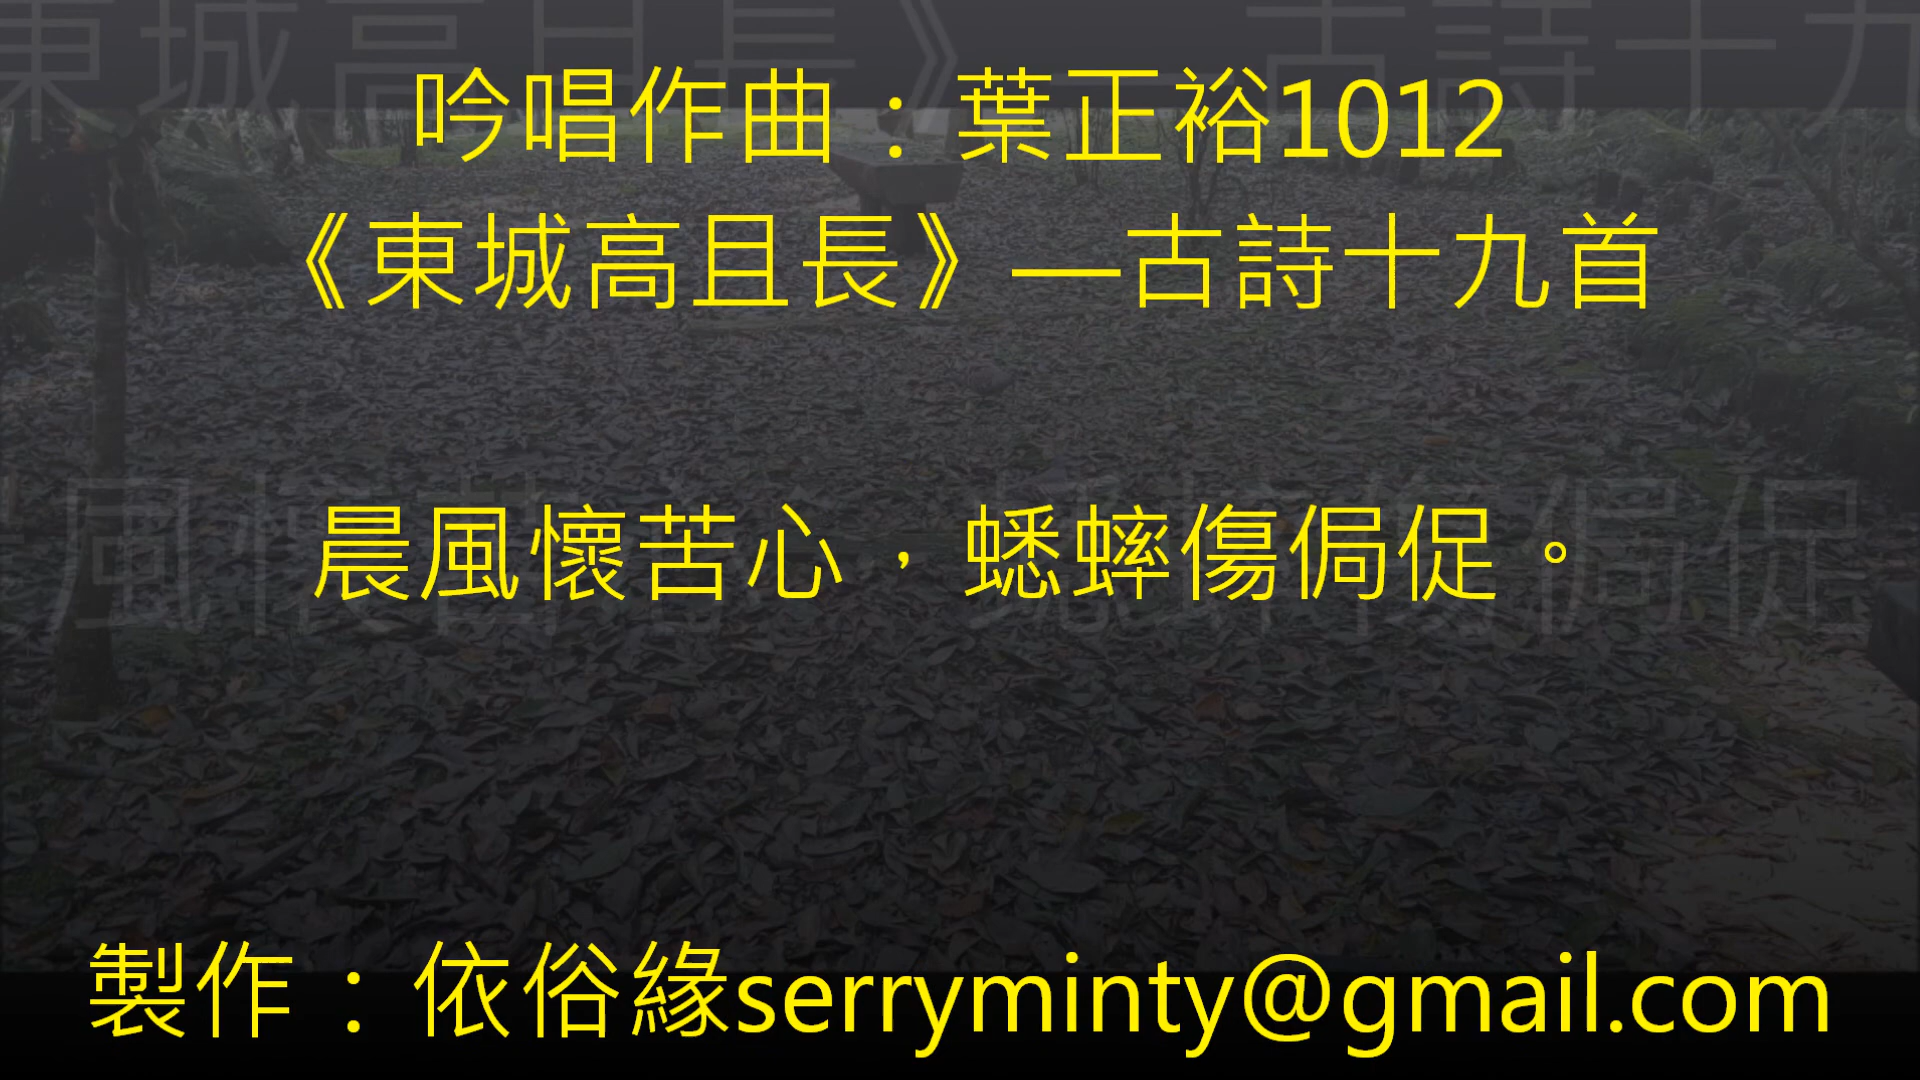 吟唱作曲：葉正裕1012
《東城高且長》—古詩十九首
晨風懷苦心，蟋蟀傷侷促。
製作：依俗緣serryminty@gmail.com